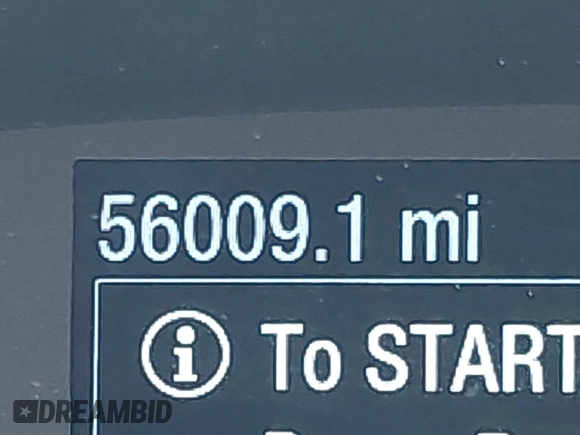 56009.1 mi
To START
DREAMBID